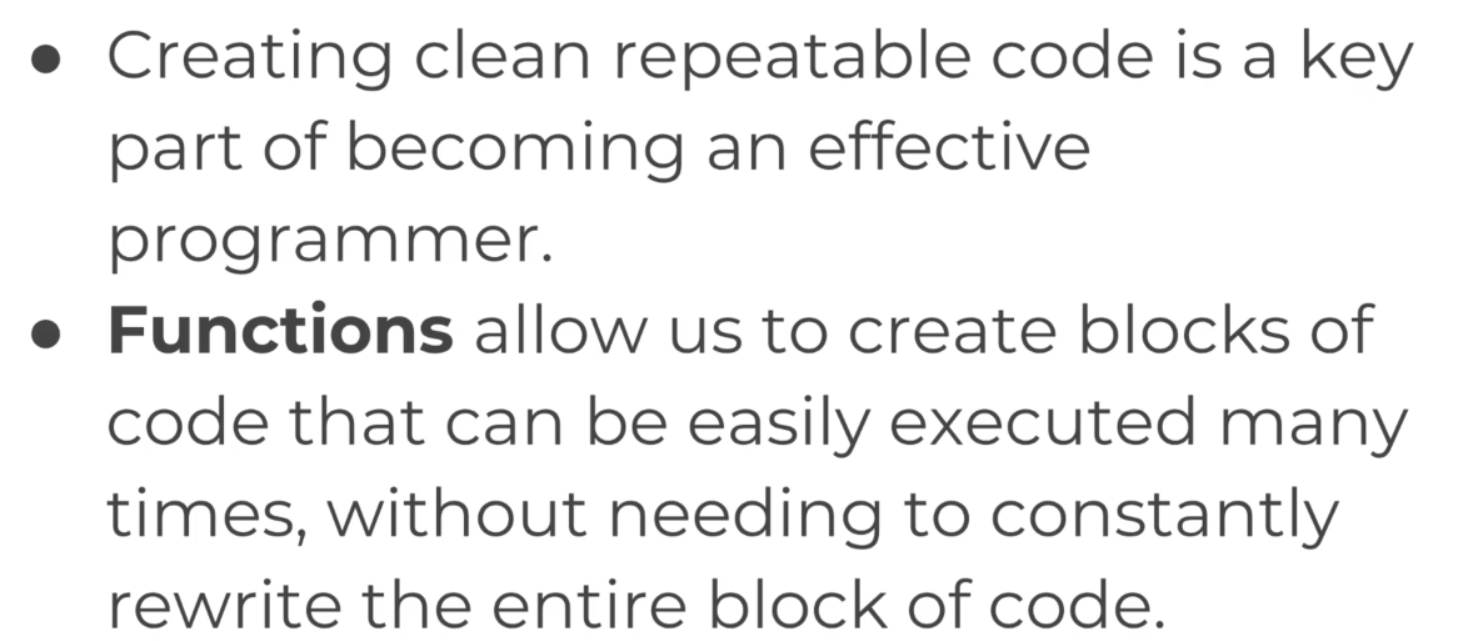 ● Creating clean repeatable code is a key
part of becoming an effective
programmer.
● Functions allow us to create blocks of
code that can be easily executed many
times, without needing to constantly
rewrite the entire block of code.